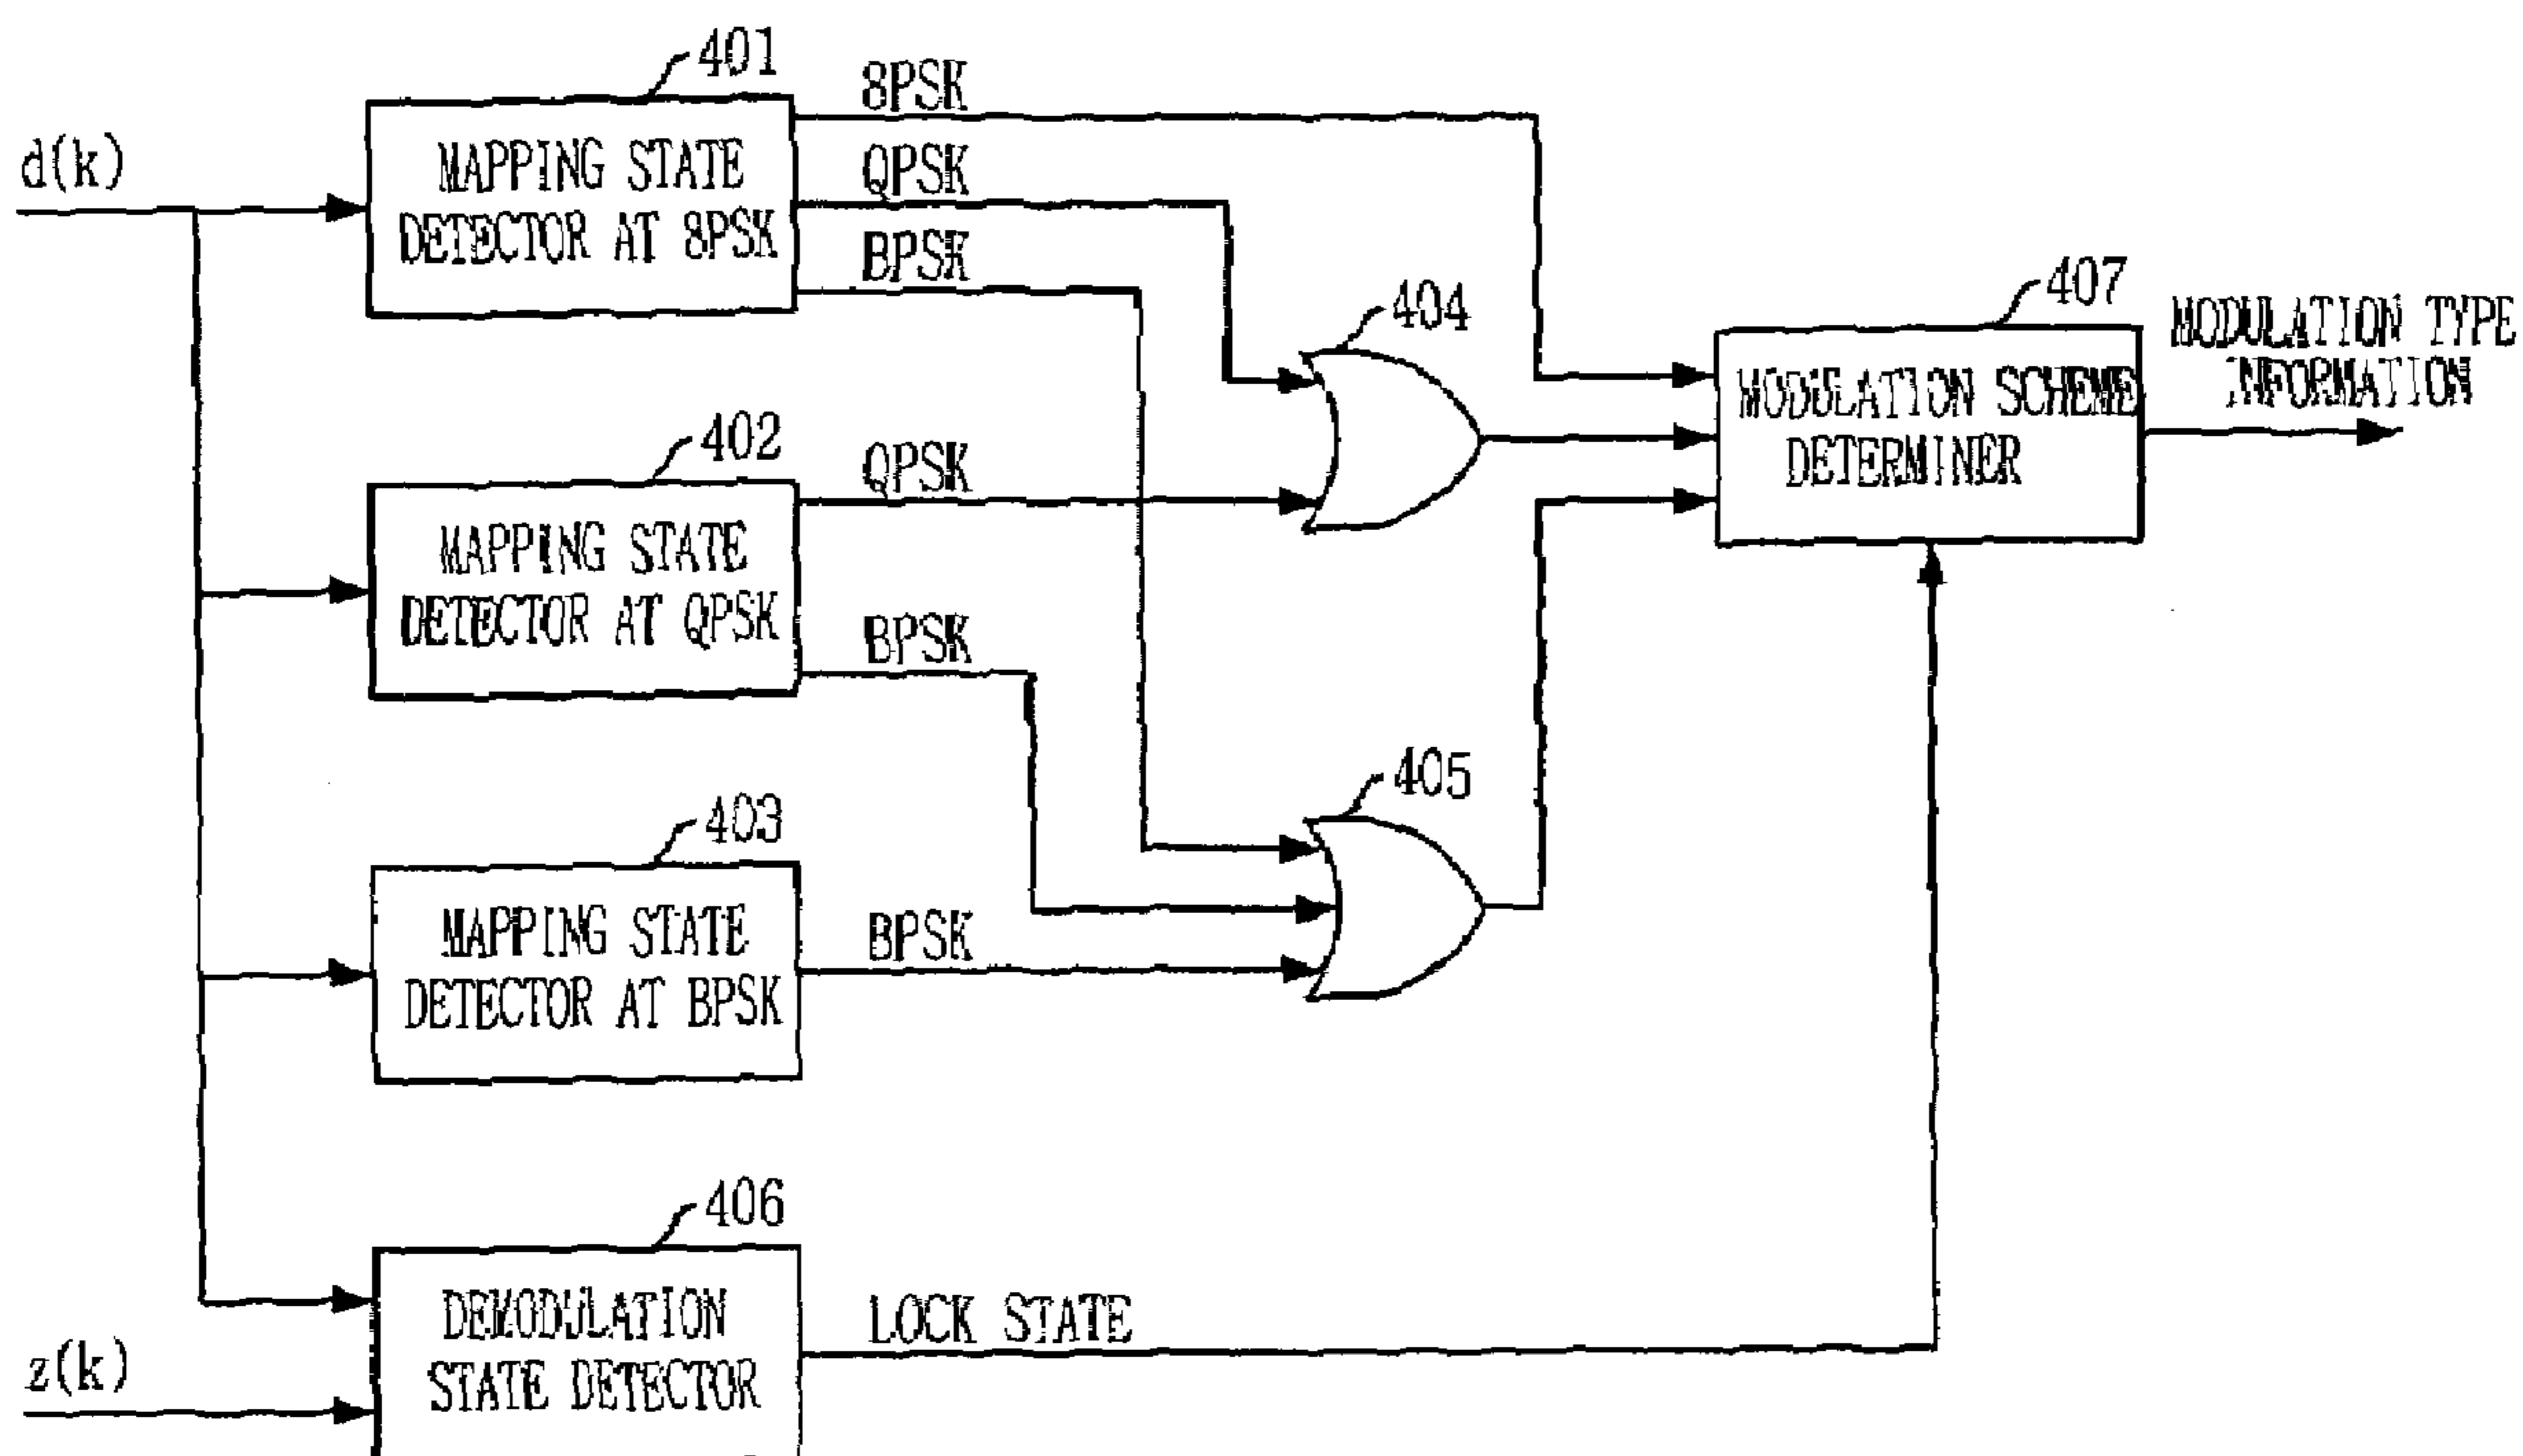 401
8PSK
d(k)
MAPPING STATE
DETECTOR AT 8PSK
QPSK
BPSK
404
407
MODULATION TYPE
INFORMATION
MODULATION SCHEME
DETERMINER
402
QPSK
MAPPING STATE
DETECTOR AT QPSK
BPSK
405
403
MAPPING STATE
DETECTOR AT BPSK
BPSK
406
DEMODULATION
STATE DETECTOR
LOCK STATE
z(k)